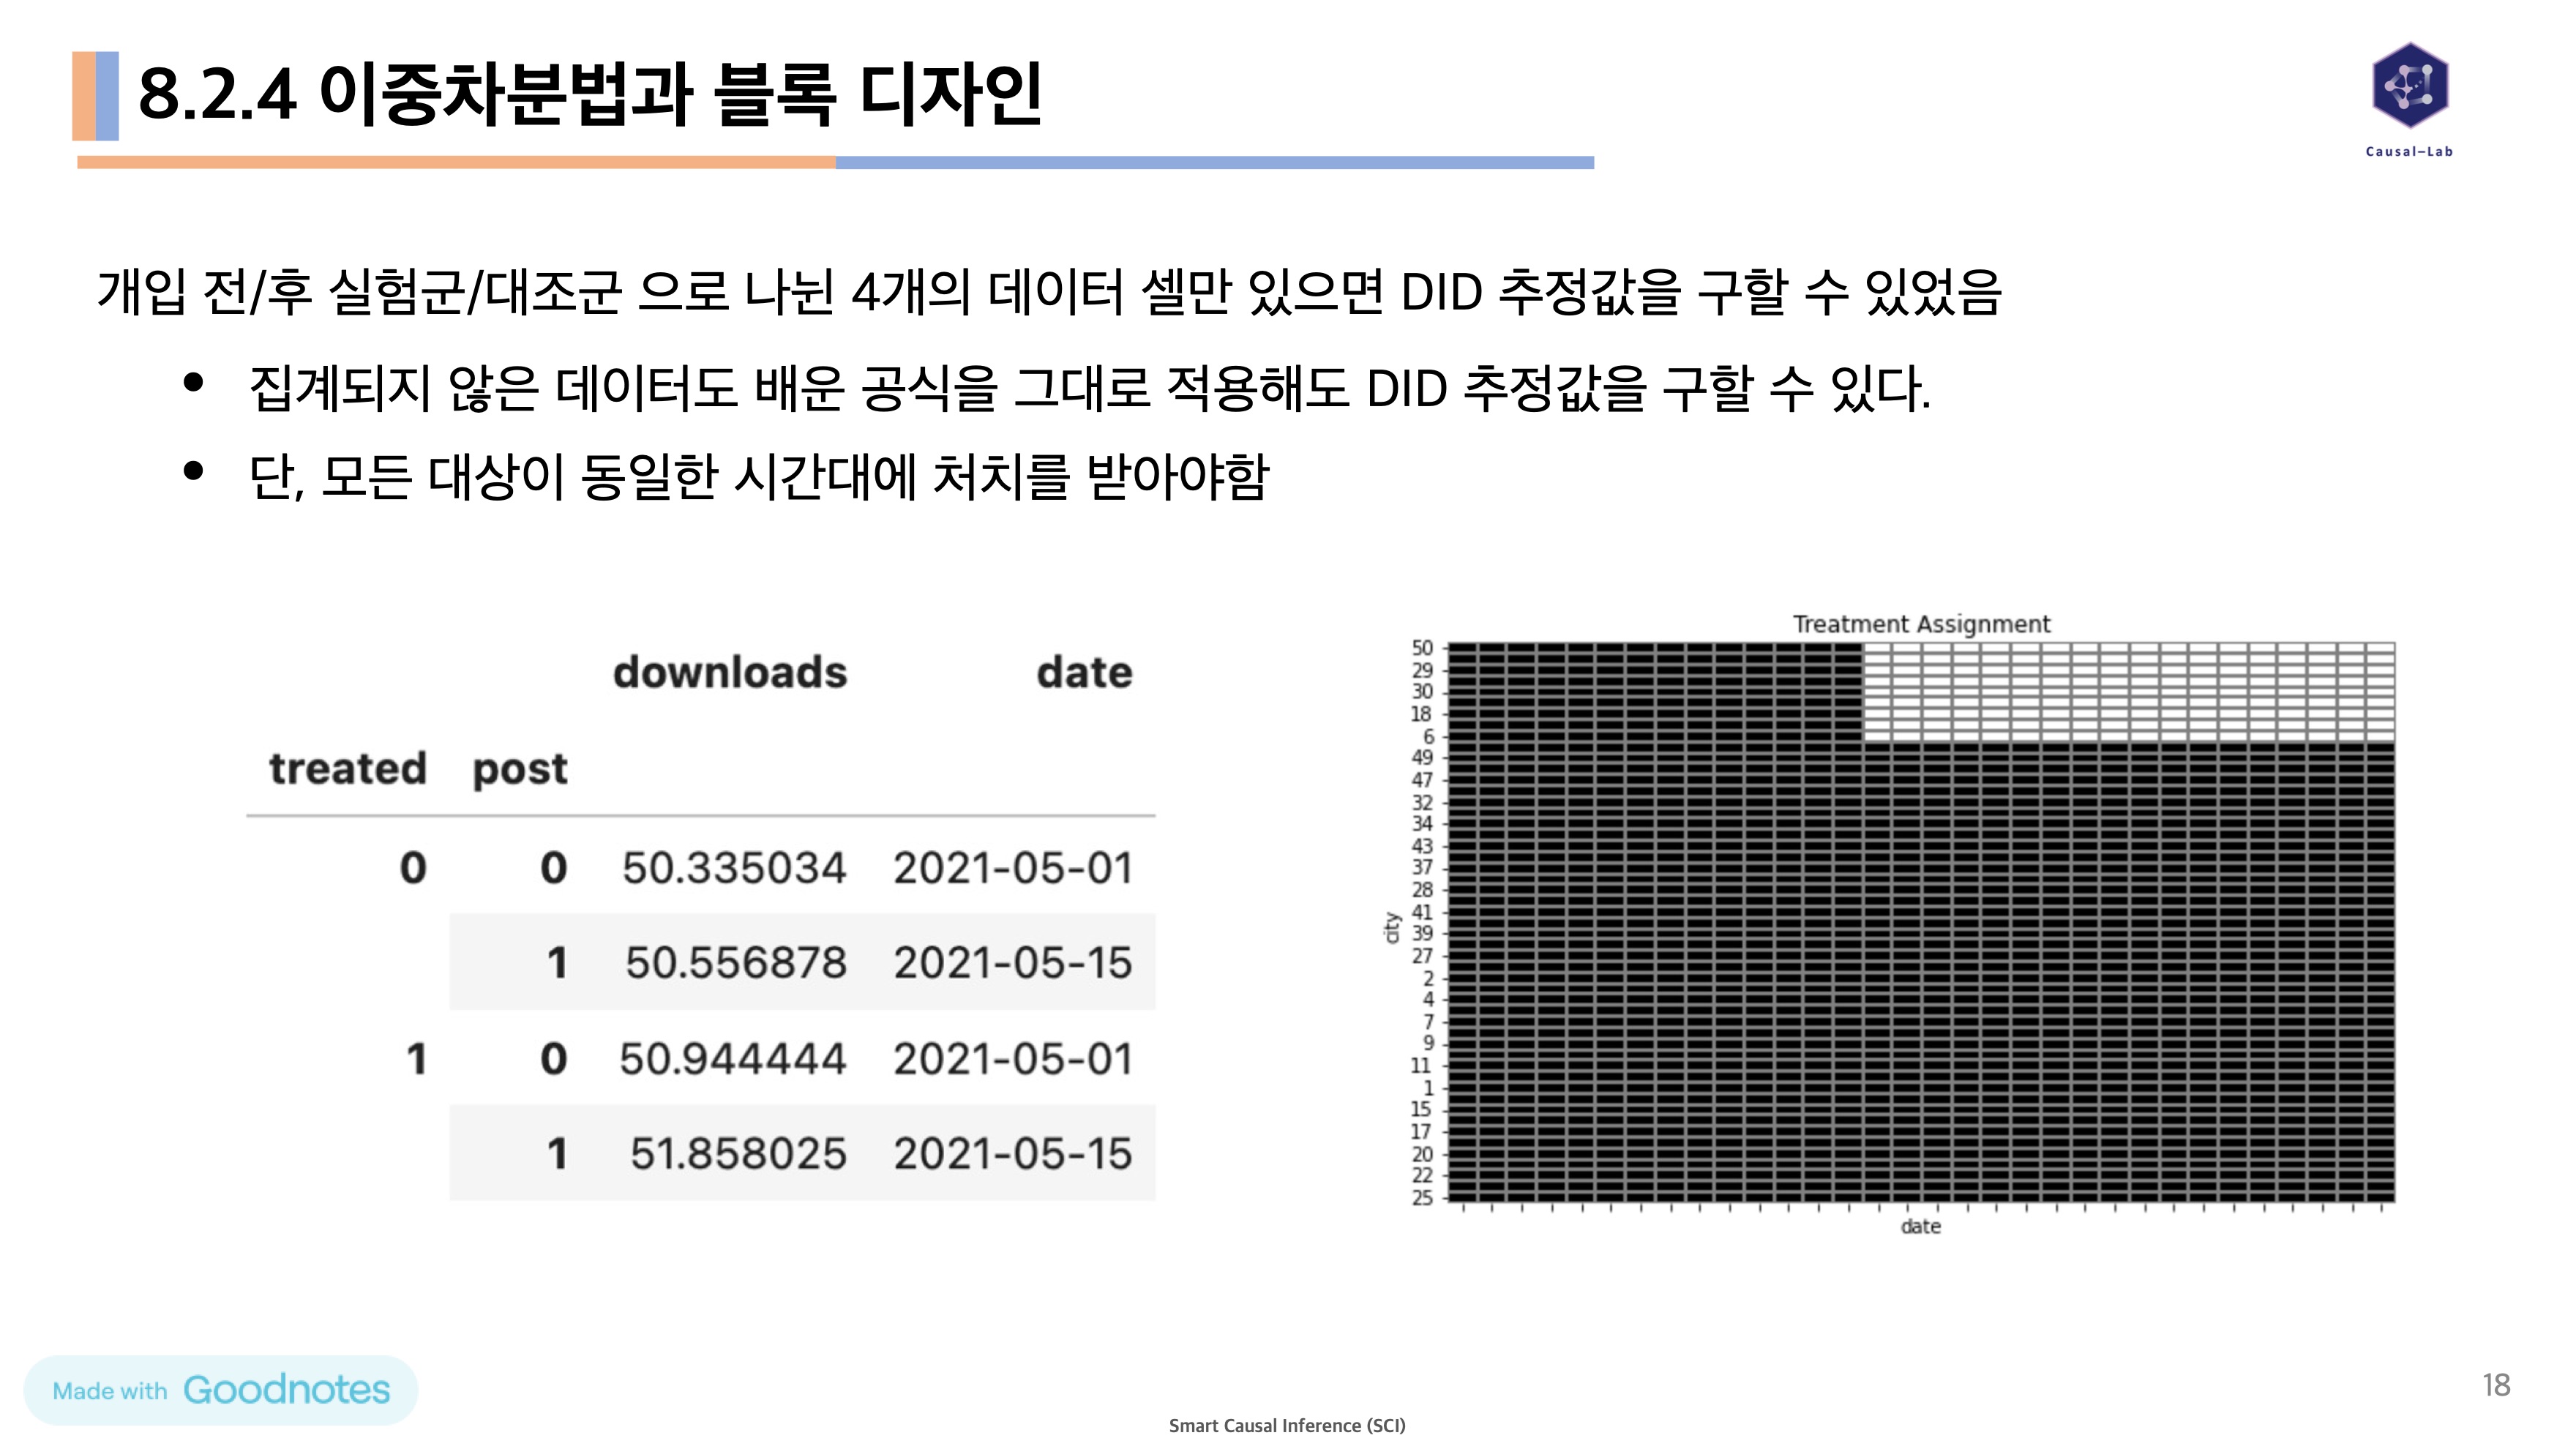 8.2.4 이중차분법과 블록 디자인
Causal-Lab
개입 전/후 실험군/대조군 으로 나뉜 4개의 데이터 셀만 있으면 DID 추정값을 구할 수 있었음
• 집계되지 않은 데이터도 배운 공식을 그대로 적용해도 DID 추정값을 구할 수 있다.
• 단, 모든 대상이 동일한 시간대에 처치를 받아야함
downloads date
treated post
0 0 50.335034 2021-05-01
1 50.556878 2021-05-15
1 0 50.944444 2021-05-01
1 51.858025 2021-05-15
Treatment Assignment
50
29
30
18
6
49
47
32
34
43
37
28
41
39
27
2
4
7
9
11
1
15
17
20
22
25
city
date
Made with Goodnotes
18
Smart Causal Inference (SCI)